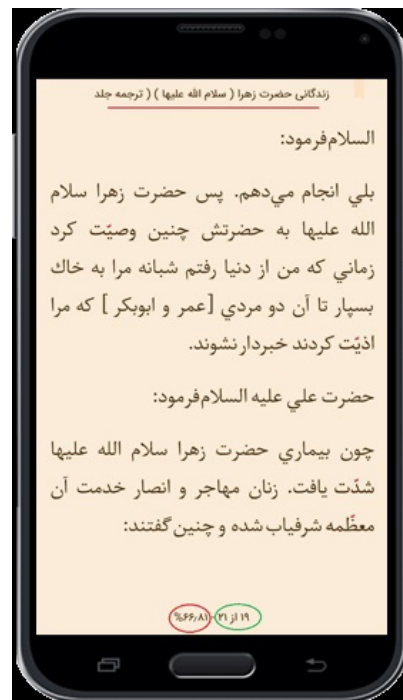 زندگانی حضرت زهرا ( سلام الله علیها ) ( ترجمه جلد
السلام‌فرمود:
بلي انجام مي‌دهم. پس حضرت زهرا سلام
الله عليها به حضرتش چنين وصيّت كرد
زماني كه من از دنيا رفتم شبانه مرا به خاك
بسپار تا آن دو مردي [عمر و ابوبكر ] كه مرا
اذيّت كردند خبردار نشوند.
حضرت علي عليه السلام‌فرمود:
چون بيماري حضرت زهرا سلام الله عليها
شدّت يافت. زنان مهاجر و انصار خدمت آن
معظّمه شرفياب شده و چنين گفتند:
۱۹ از ۲۱ - ۶۶٫۸۱%